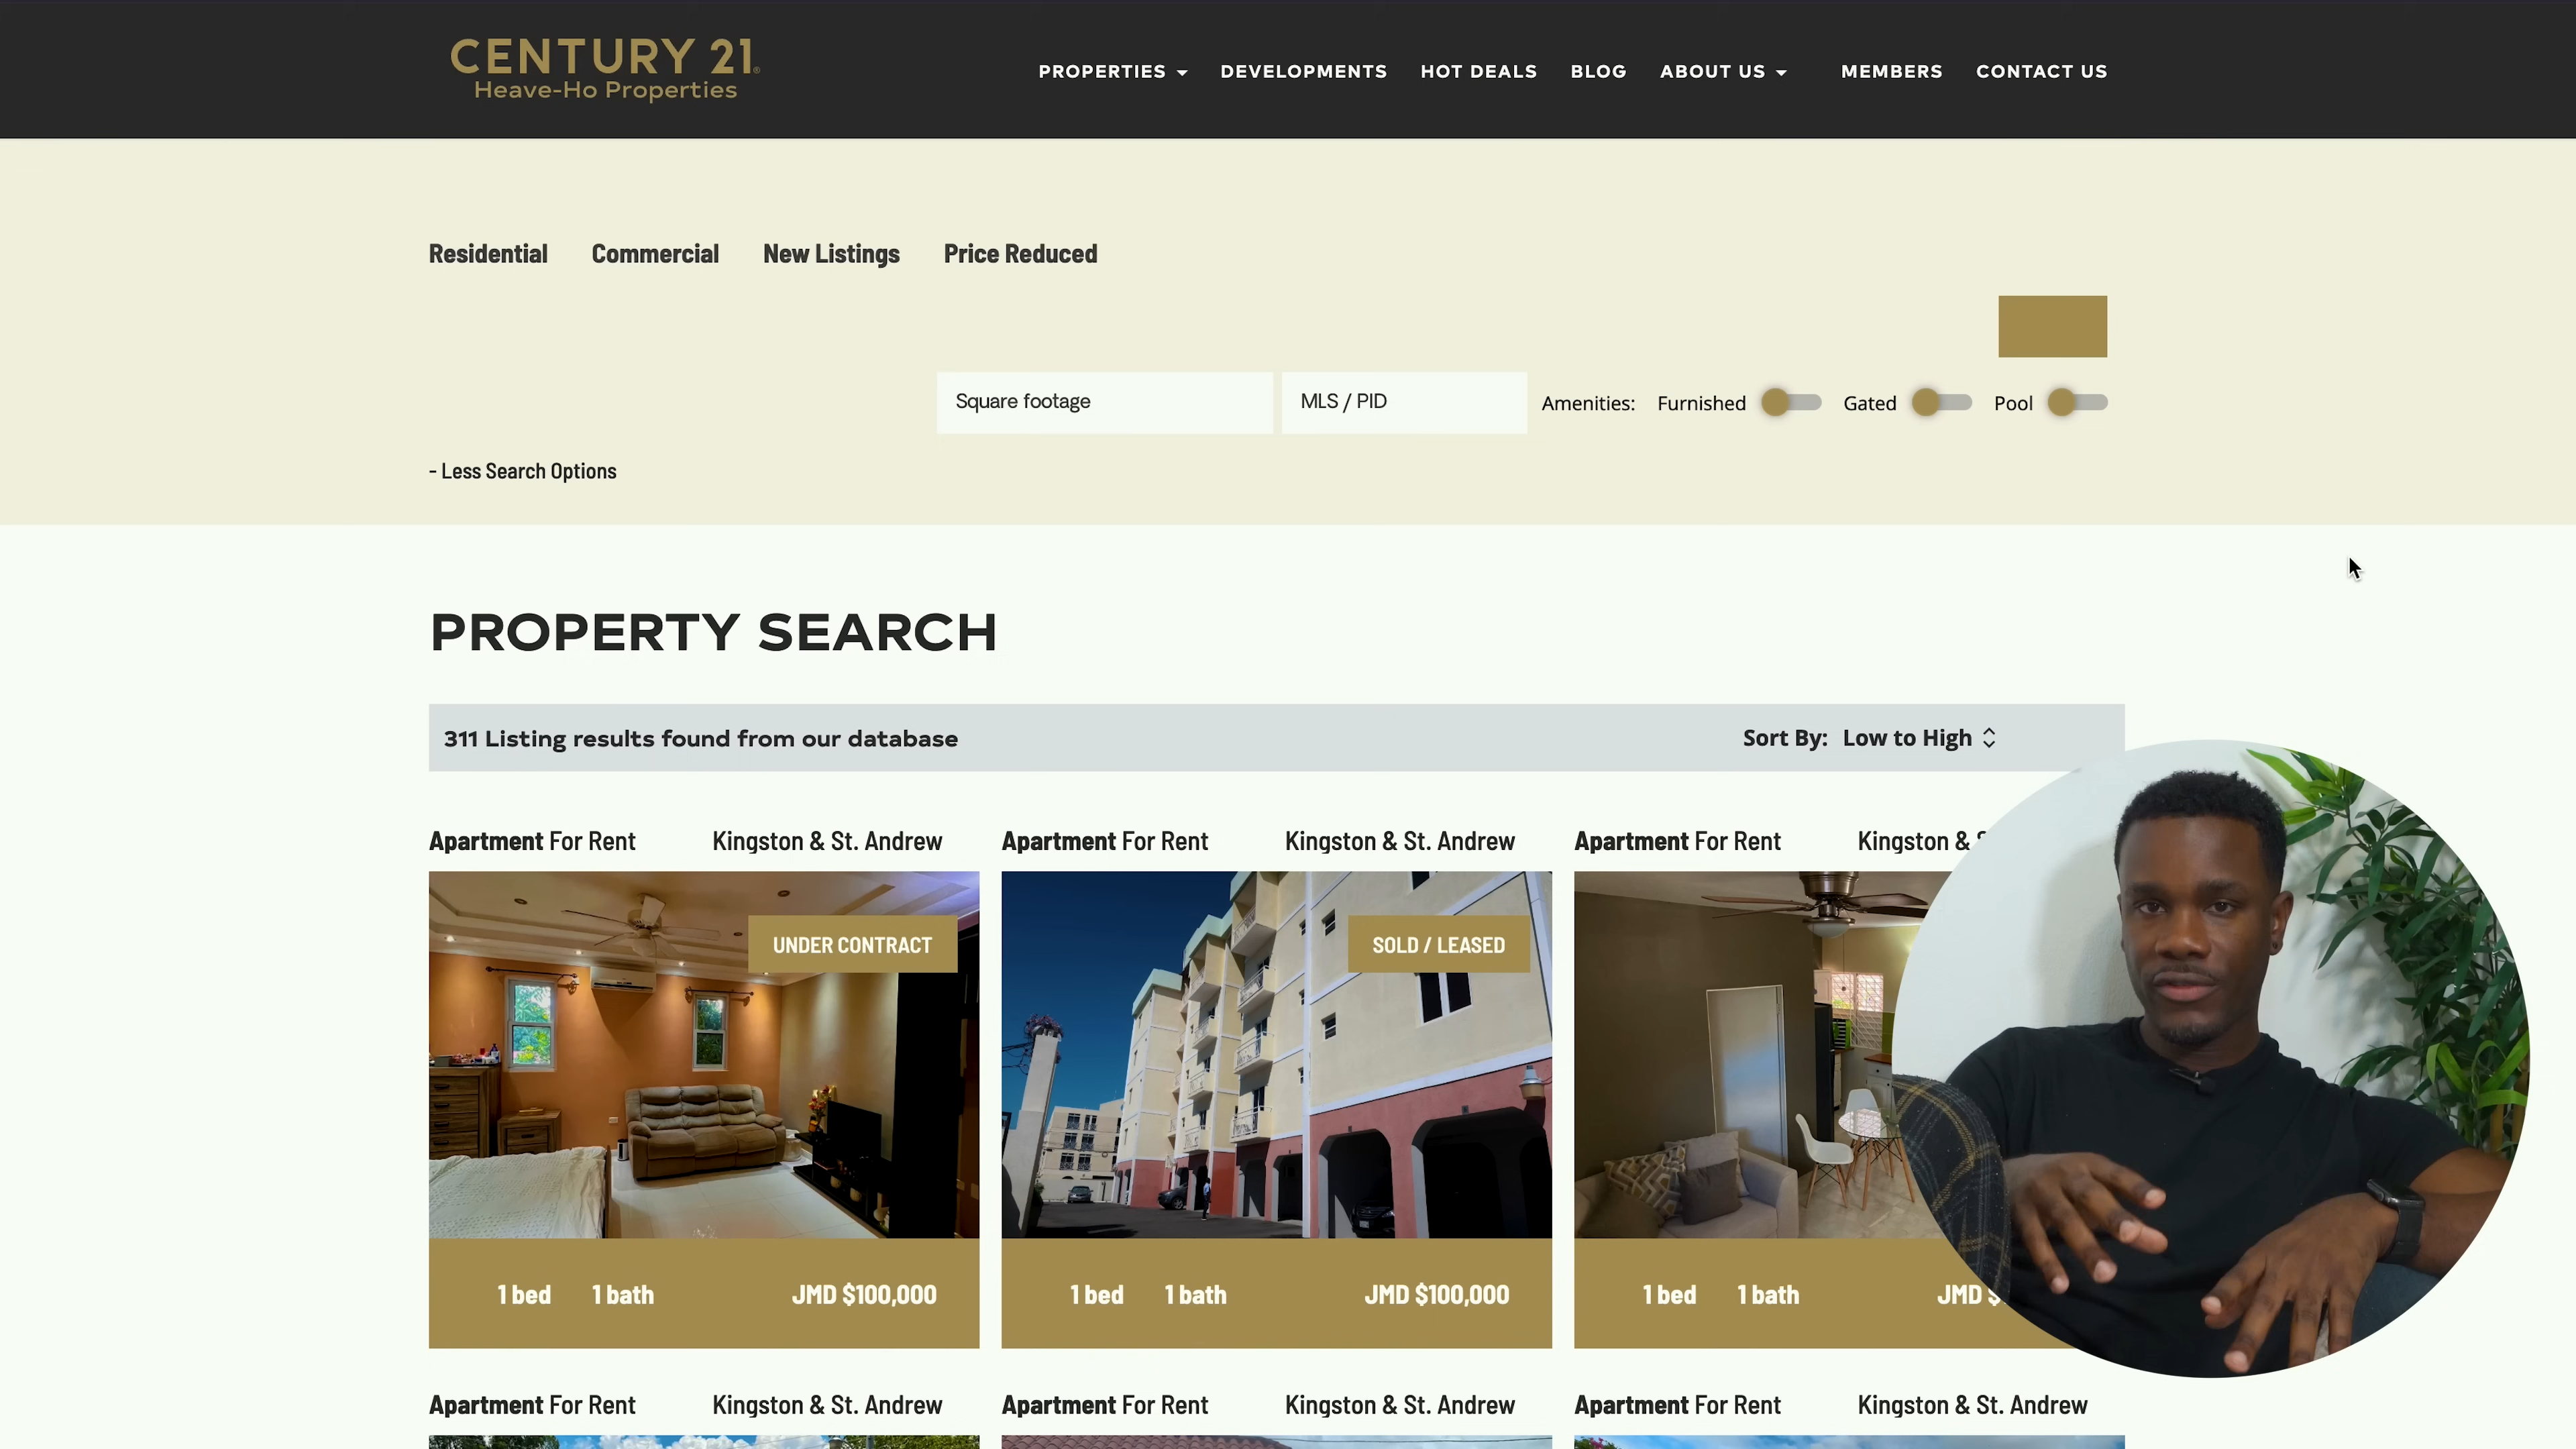 CENTURY 21®
Heave-Ho Properties
PROPERTIES DEVELOPMENTS HOT DEALS BLOG ABOUT US MEMBERS CONTACT US
Residential Commercial New Listings Price Reduced
Square footage MLS / PID Amenities: Furnished Gated Pool
- Less Search Options
PROPERTY SEARCH
311 Listing results found from our database Sort By: Low to High
Apartment For Rent Kingston & St. Andrew Apartment For Rent Kingston & St. Andrew Apartment For Rent Kingston &
UNDER CONTRACT SOLD / LEASED
1 bed 1 bath JMD $100,000 1 bed 1 bath JMD $100,000 1 bed 1 bath JMD
Apartment For Rent Kingston & St. Andrew Apartment For Rent Kingston & St. Andrew Apartment For Rent Kingston & St. Andrew